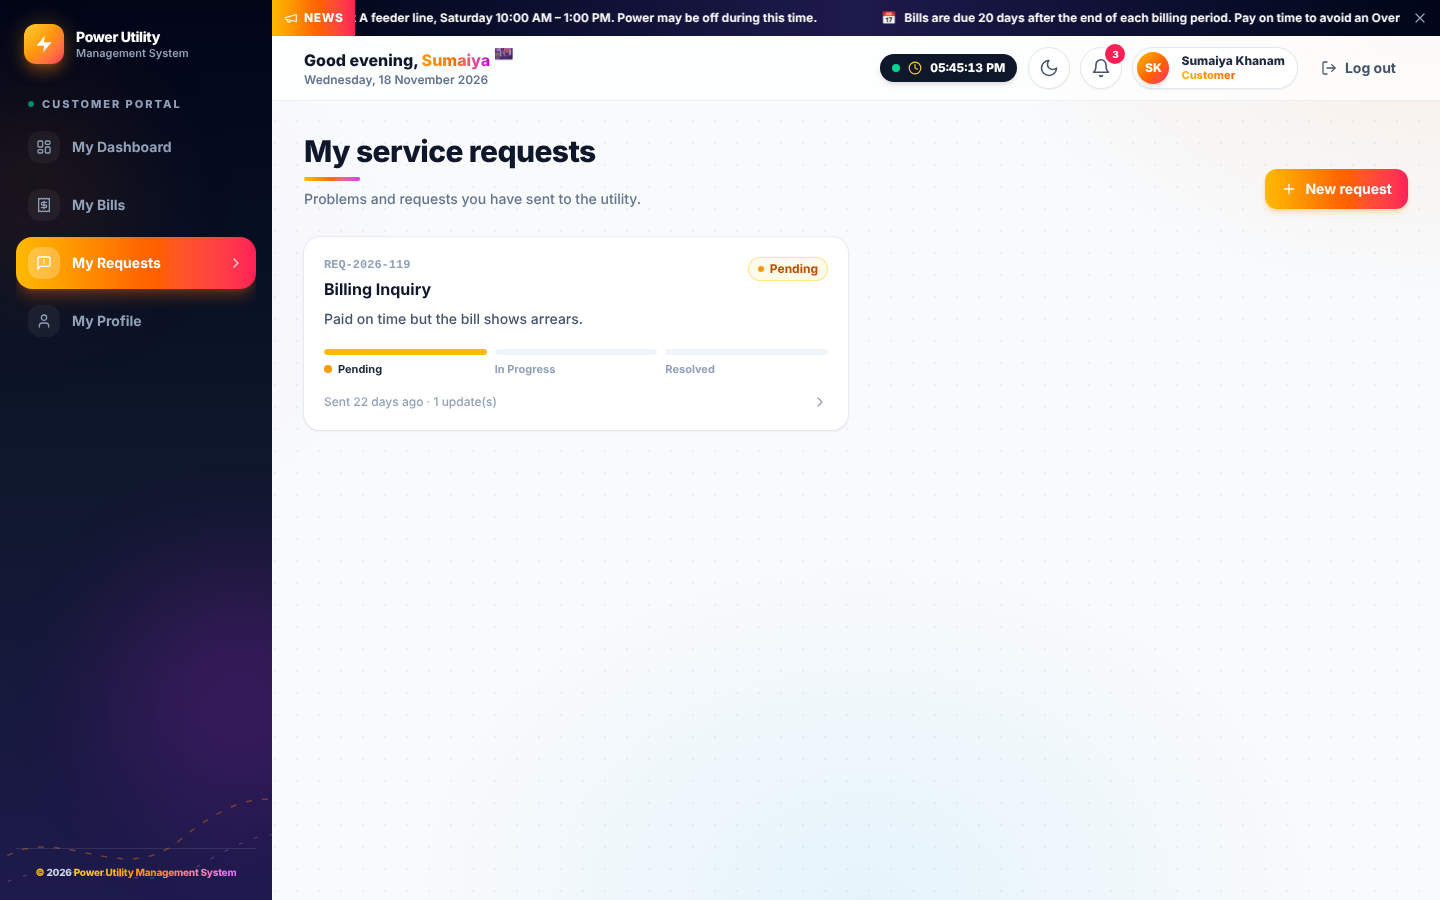 Power Utility
Management System
CUSTOMER PORTAL
My Dashboard
My Bills
My Requests
My Profile
© 2026 Power Utility Management System
NEWS
A feeder line, Saturday 10:00 AM – 1:00 PM. Power may be off during this time.
Bills are due 20 days after the end of each billing period. Pay on time to avoid an Over
Good evening, Sumaiya
Wednesday, 18 November 2026
05:45:13 PM
3
SK
Sumaiya Khanam
Customer
Log out
My service requests
Problems and requests you have sent to the utility.
New request
REQ-2026-119
Pending
Billing Inquiry
Paid on time but the bill shows arrears.
Pending
In Progress
Resolved
Sent 22 days ago · 1 update(s)